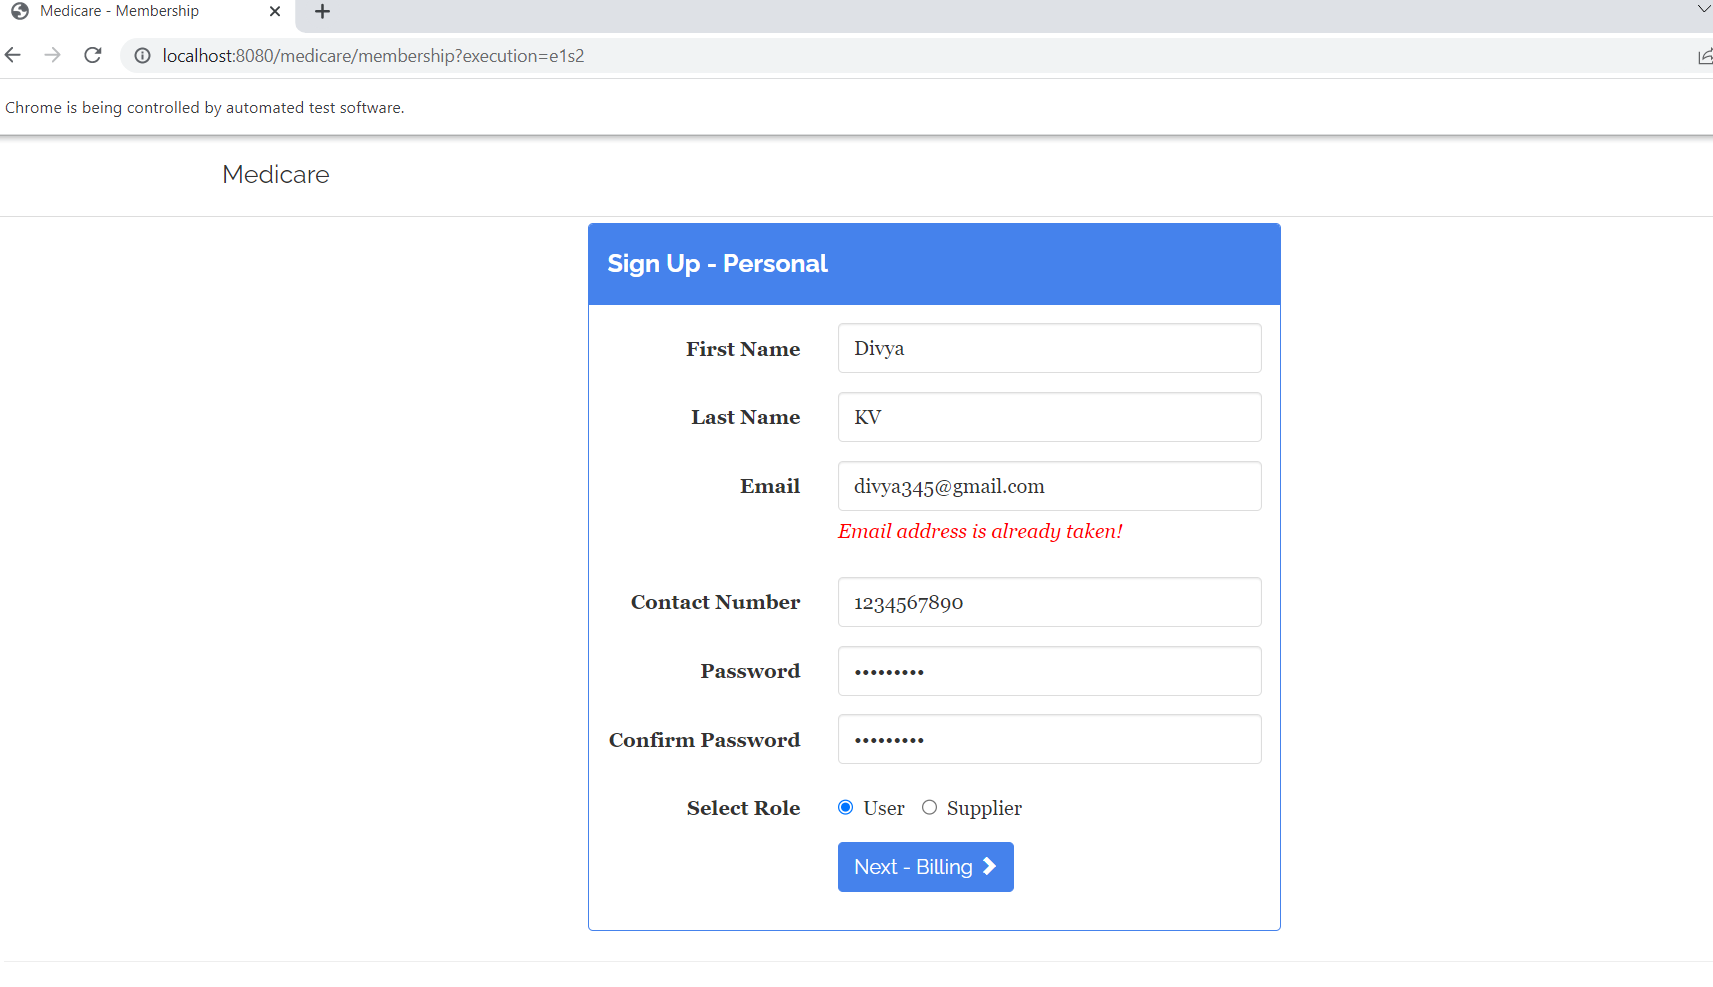 Medicare - Membership
localhost:8080/medicare/membership?execution=e1s2
Chrome is being controlled by automated test software.
Medicare
Sign Up - Personal
First Name Divya
Last Name KV
Email divya345@gmail.com
Email address is already taken!
Contact Number 1234567890
Password •••••••••
Confirm Password •••••••••
Select Role User Supplier
Next - Billing